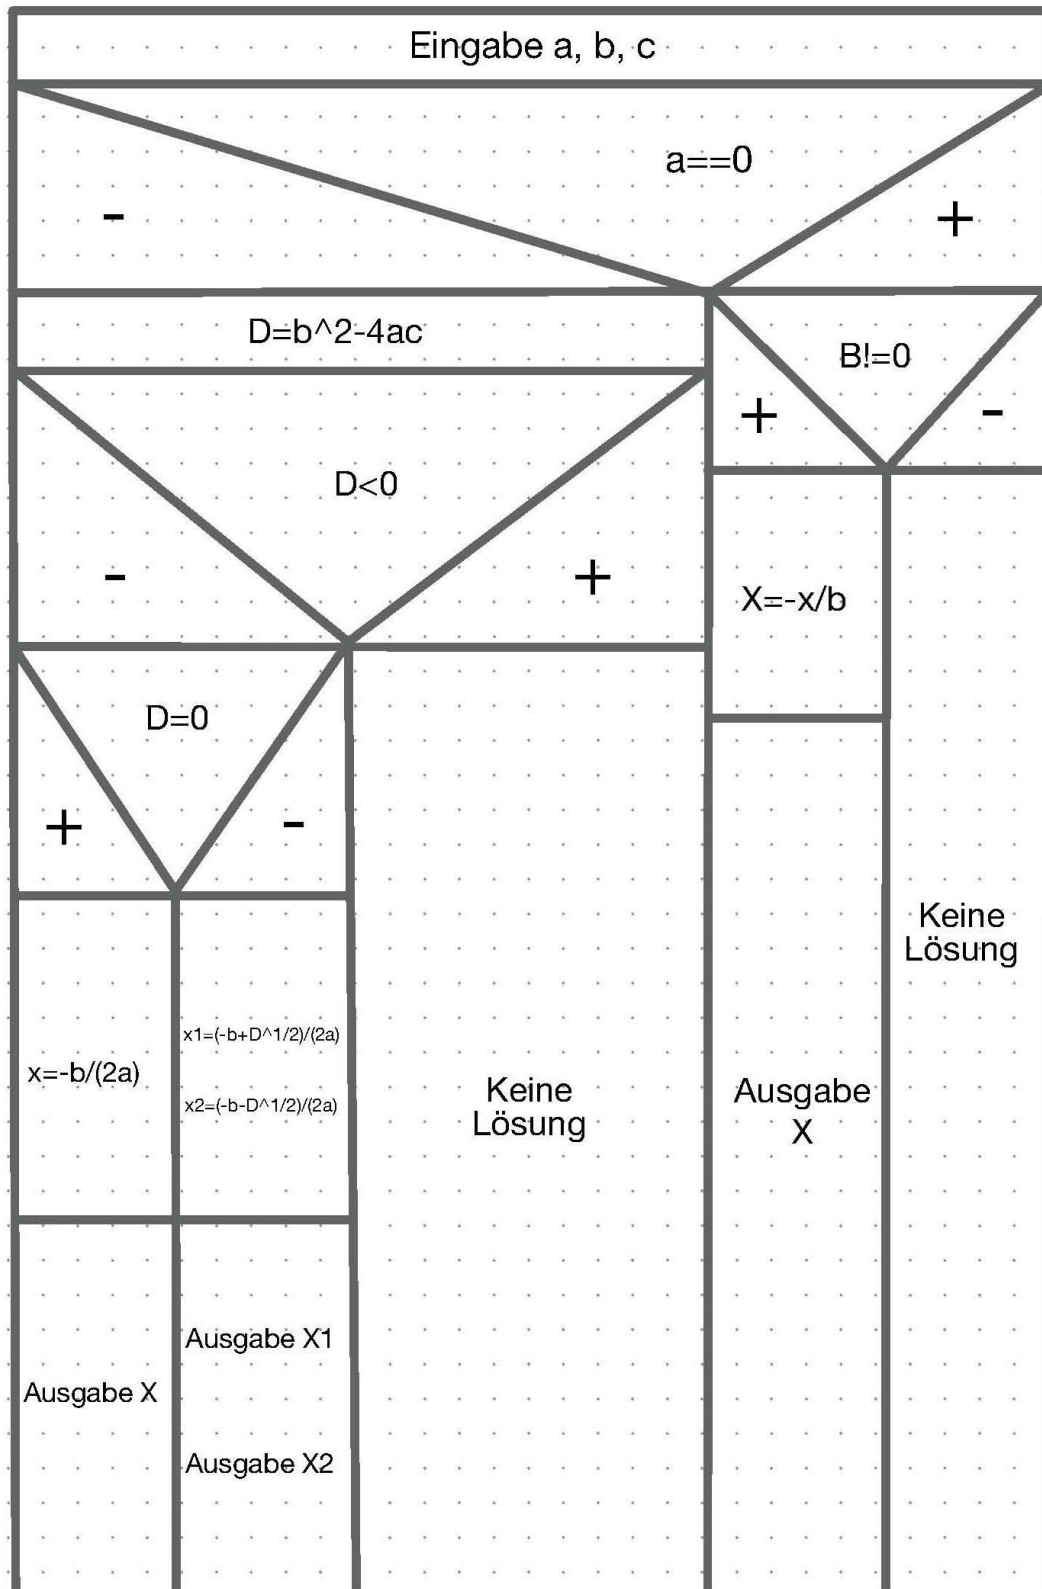 Eingabe a, b, c
a==0
-
+
D=b^2-4ac
B!=0
+
-
D<0
-
+
X=-x/b
D=0
+
-
Keine
Lösung
x=-b/(2a)
x1=(-b+D^1/2)/(2a)
x2=(-b-D^1/2)/(2a)
Keine
Lösung
Ausgabe
X
Ausgabe X
Ausgabe X1
Ausgabe X2